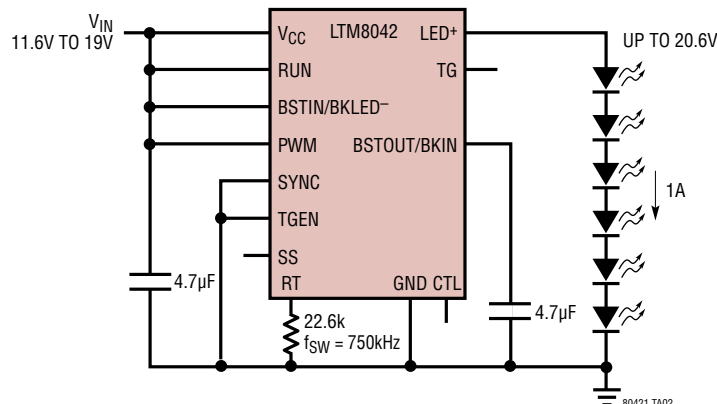 VIN
11.6V TO 19V
VCC
LTM8042
LED+
UP TO 20.6V
RUN
TG
BSTIN/BKLED–
PWM
BSTOUT/BKIN
SYNC
1A
TGEN
SS
4.7µF
RT
GND CTL
22.6k
4.7µF
fSW = 750kHz
80421 TA02